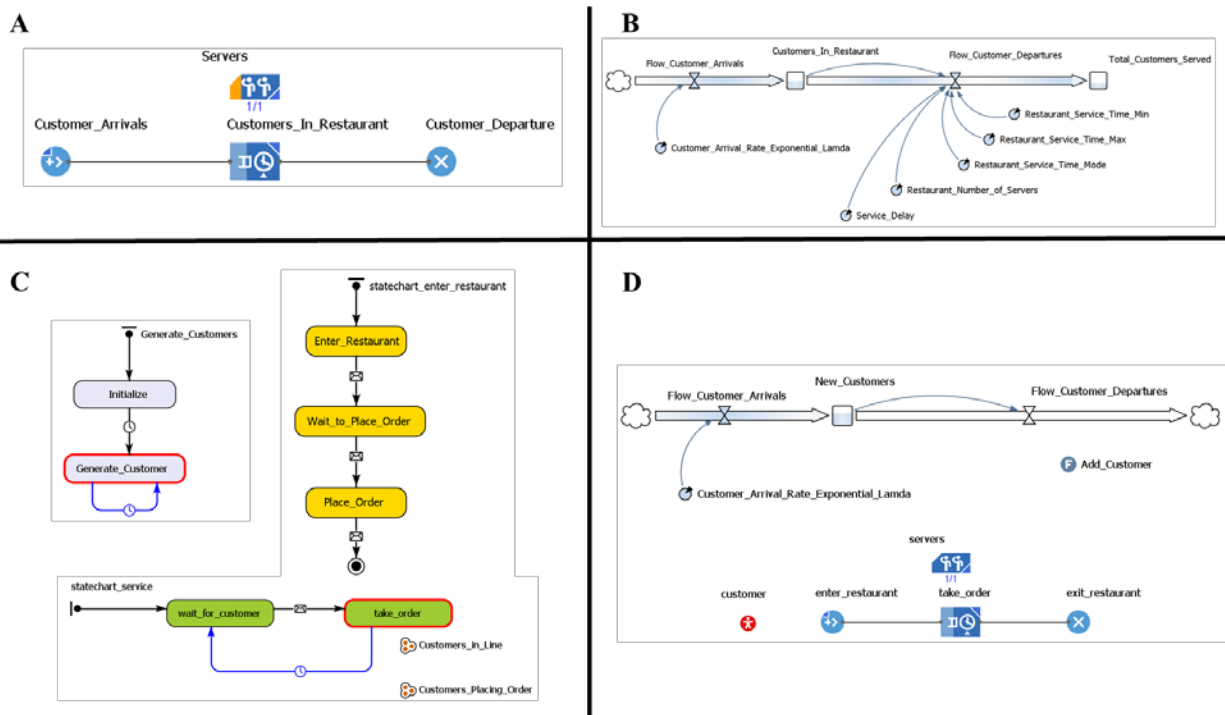 A
Servers
1/1
Customer_Arrivals
Customers_In_Restaurant
Customer_Departure
B
Customers_In_Restaurant
Flow_Customer_Arrivals
Flow_Customer_Departures
Total_Customers_Served
Restaurant_Service_Time_Min
Restaurant_Service_Time_Max
Customer_Arrival_Rate_Exponential_Lamda
Restaurant_Service_Time_Mode
Restaurant_Number_of_Servers
Service_Delay
C
statechart_enter_restaurant
Generate_Customers
Enter_Restaurant
Initialize
Wait_to_Place_Order
Generate_Customer
Place_Order
statechart_service
wait_for_customer
take_order
Customers_in_Line
Customers_Placing_Order
D
New_Customers
Flow_Customer_Arrivals
Flow_Customer_Departures
F
Add_Customer
Customer_Arrival_Rate_Exponential_Lamda
servers
1/1
customer
enter_restaurant
take_order
exit_restaurant